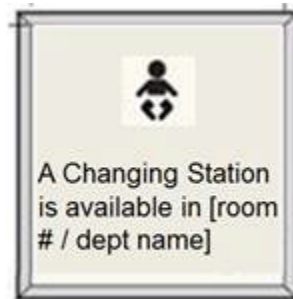 A Changing Station
is available in [room
# / dept name]